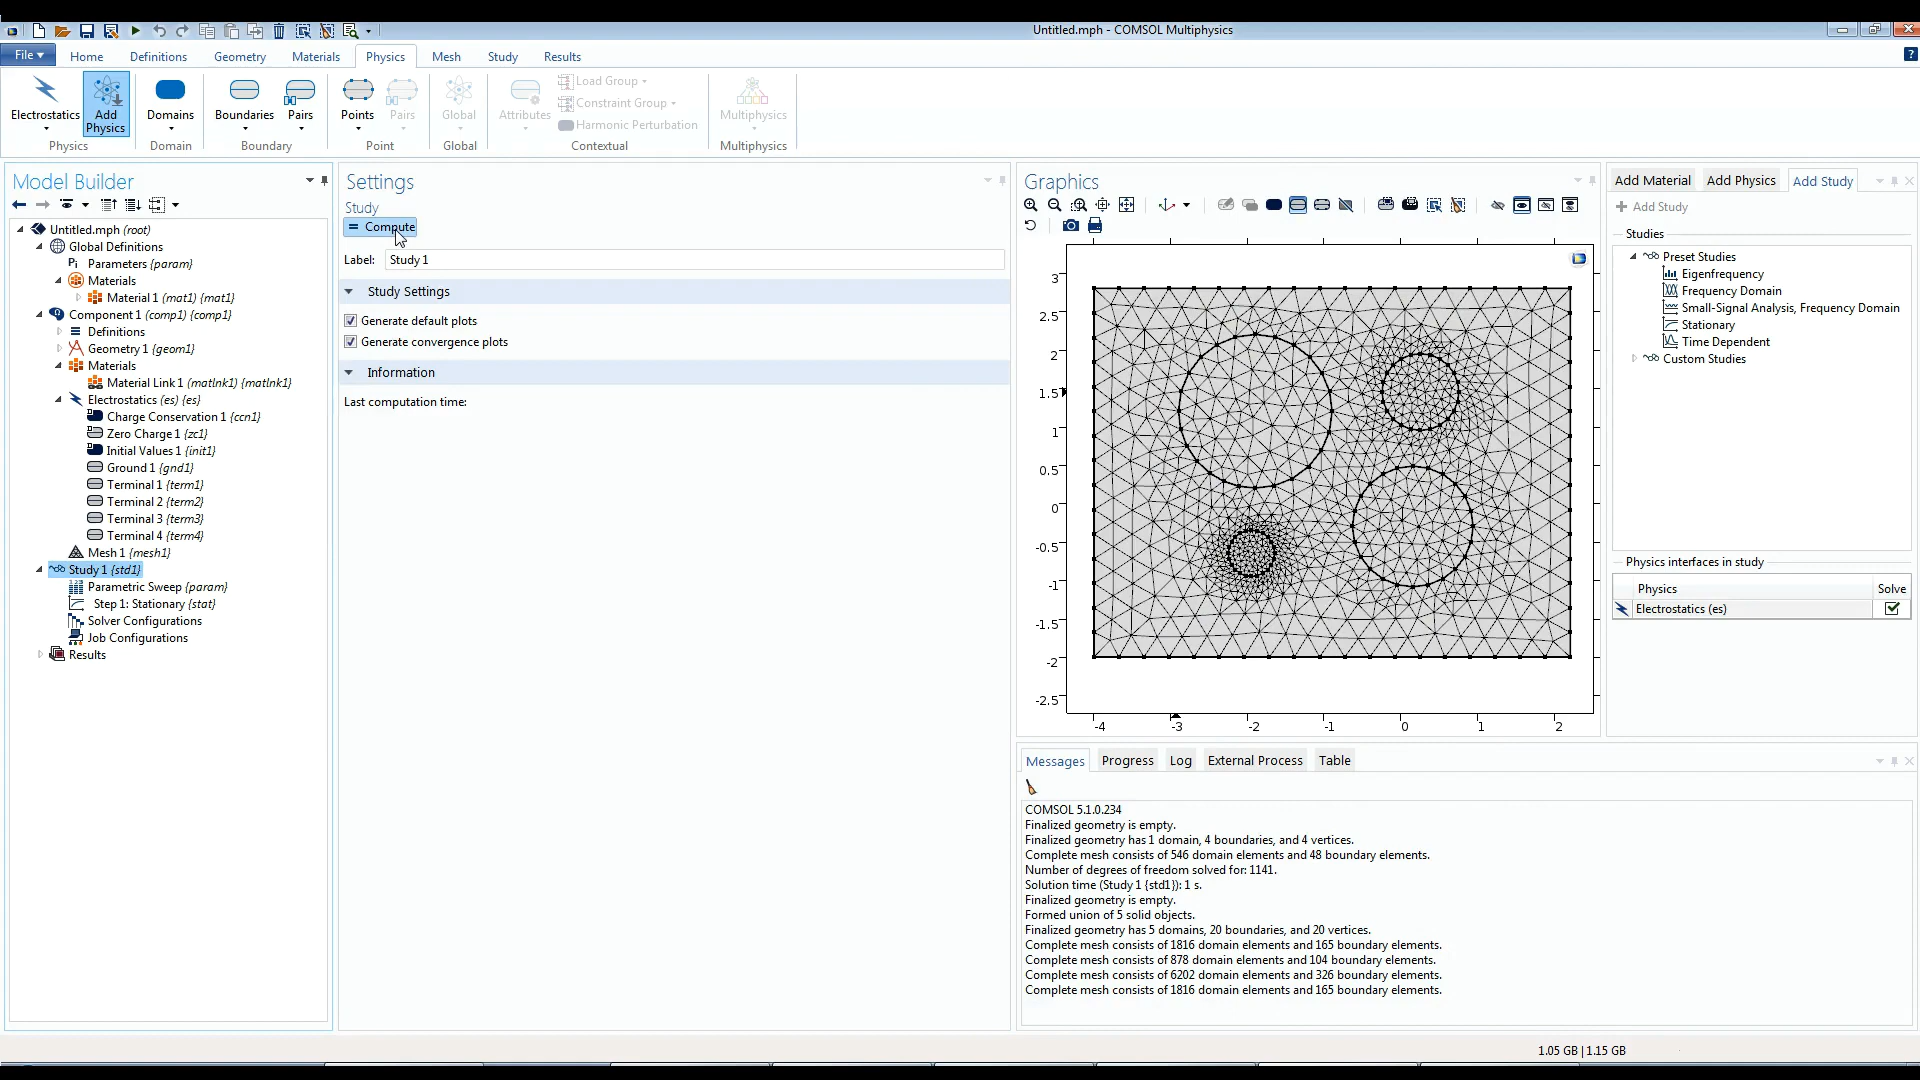 Untitled.mph - COMSOL Multiphysics
File Home Definitions Geometry Materials Physics Mesh Study Results
Electrostatics
Add Physics
Domains
Boundaries
Pairs
Points
Pairs
Global
Attributes
Load Group
Constraint Group
Harmonic Perturbation
Multiphysics
Physics Domain Boundary Point Global Contextual Multiphysics
Model Builder
Untitled.mph (root)
Global Definitions
Pi Parameters {param}
Materials
Material 1 (mat1) {mat1}
Component 1 (comp1) {comp1}
Definitions
Geometry 1 {geom1}
Materials
Material Link 1 (matlnk1) {matlnk1}
Electrostatics (es) {es}
Charge Conservation 1 {ccn1}
Zero Charge 1 {zc1}
Initial Values 1 {init1}
Ground 1 {gnd1}
Terminal 1 {term1}
Terminal 2 {term2}
Terminal 3 {term3}
Terminal 4 {term4}
Mesh 1 {mesh1}
Study 1 {std1}
Parametric Sweep {param}
Step 1: Stationary {stat}
Solver Configurations
Job Configurations
Results
Settings
Study
= Compute
Label: Study 1
Study Settings
Generate default plots
Generate convergence plots
Information
Last computation time:
Graphics
3
2.5
2
1.5
1
0.5
0
-0.5
-1
-1.5
-2
-2.5
-4 -3 -2 -1 0 1 2
Add Material Add Physics Add Study
+ Add Study
Studies
Preset Studies
Eigenfrequency
Frequency Domain
Small-Signal Analysis, Frequency Domain
Stationary
Time Dependent
Custom Studies
Physics interfaces in study
Physics Solve
Electrostatics (es)
Messages Progress Log External Process Table
COMSOL 5.1.0.234
Finalized geometry is empty.
Finalized geometry has 1 domain, 4 boundaries, and 4 vertices.
Complete mesh consists of 546 domain elements and 48 boundary elements.
Number of degrees of freedom solved for: 1141.
Solution time (Study 1 {std1}): 1 s.
Finalized geometry is empty.
Formed union of 5 solid objects.
Finalized geometry has 5 domains, 20 boundaries, and 20 vertices.
Complete mesh consists of 1816 domain elements and 165 boundary elements.
Complete mesh consists of 878 domain elements and 104 boundary elements.
Complete mesh consists of 6202 domain elements and 326 boundary elements.
Complete mesh consists of 1816 domain elements and 165 boundary elements.
1.05 GB | 1.15 GB